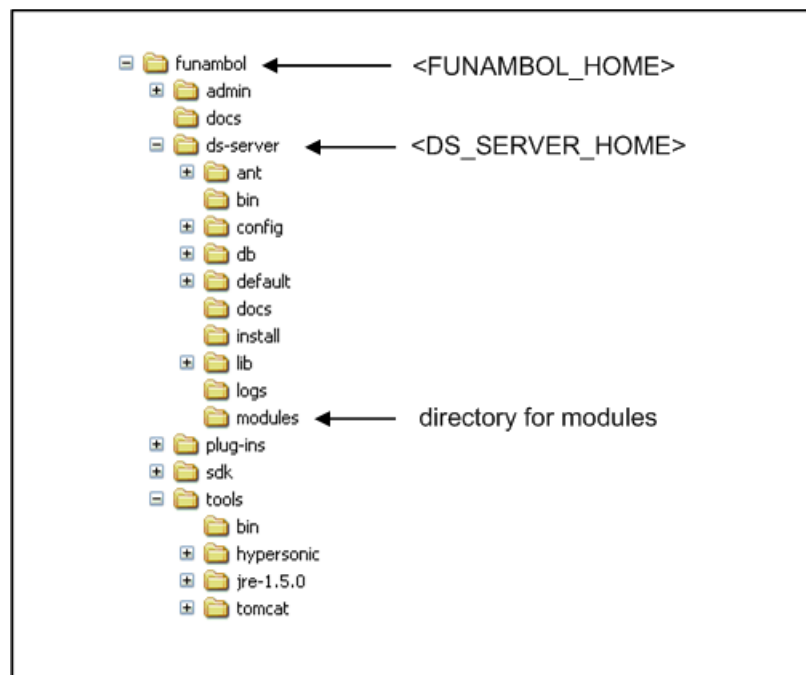 funambol <FUNAMBOL_HOME>
admin
docs
ds-server <DS_SERVER_HOME>
ant
bin
config
db
default
docs
install
lib
logs
modules directory for modules
plug-ins
sdk
tools
bin
hypersonic
jre-1.5.0
tomcat